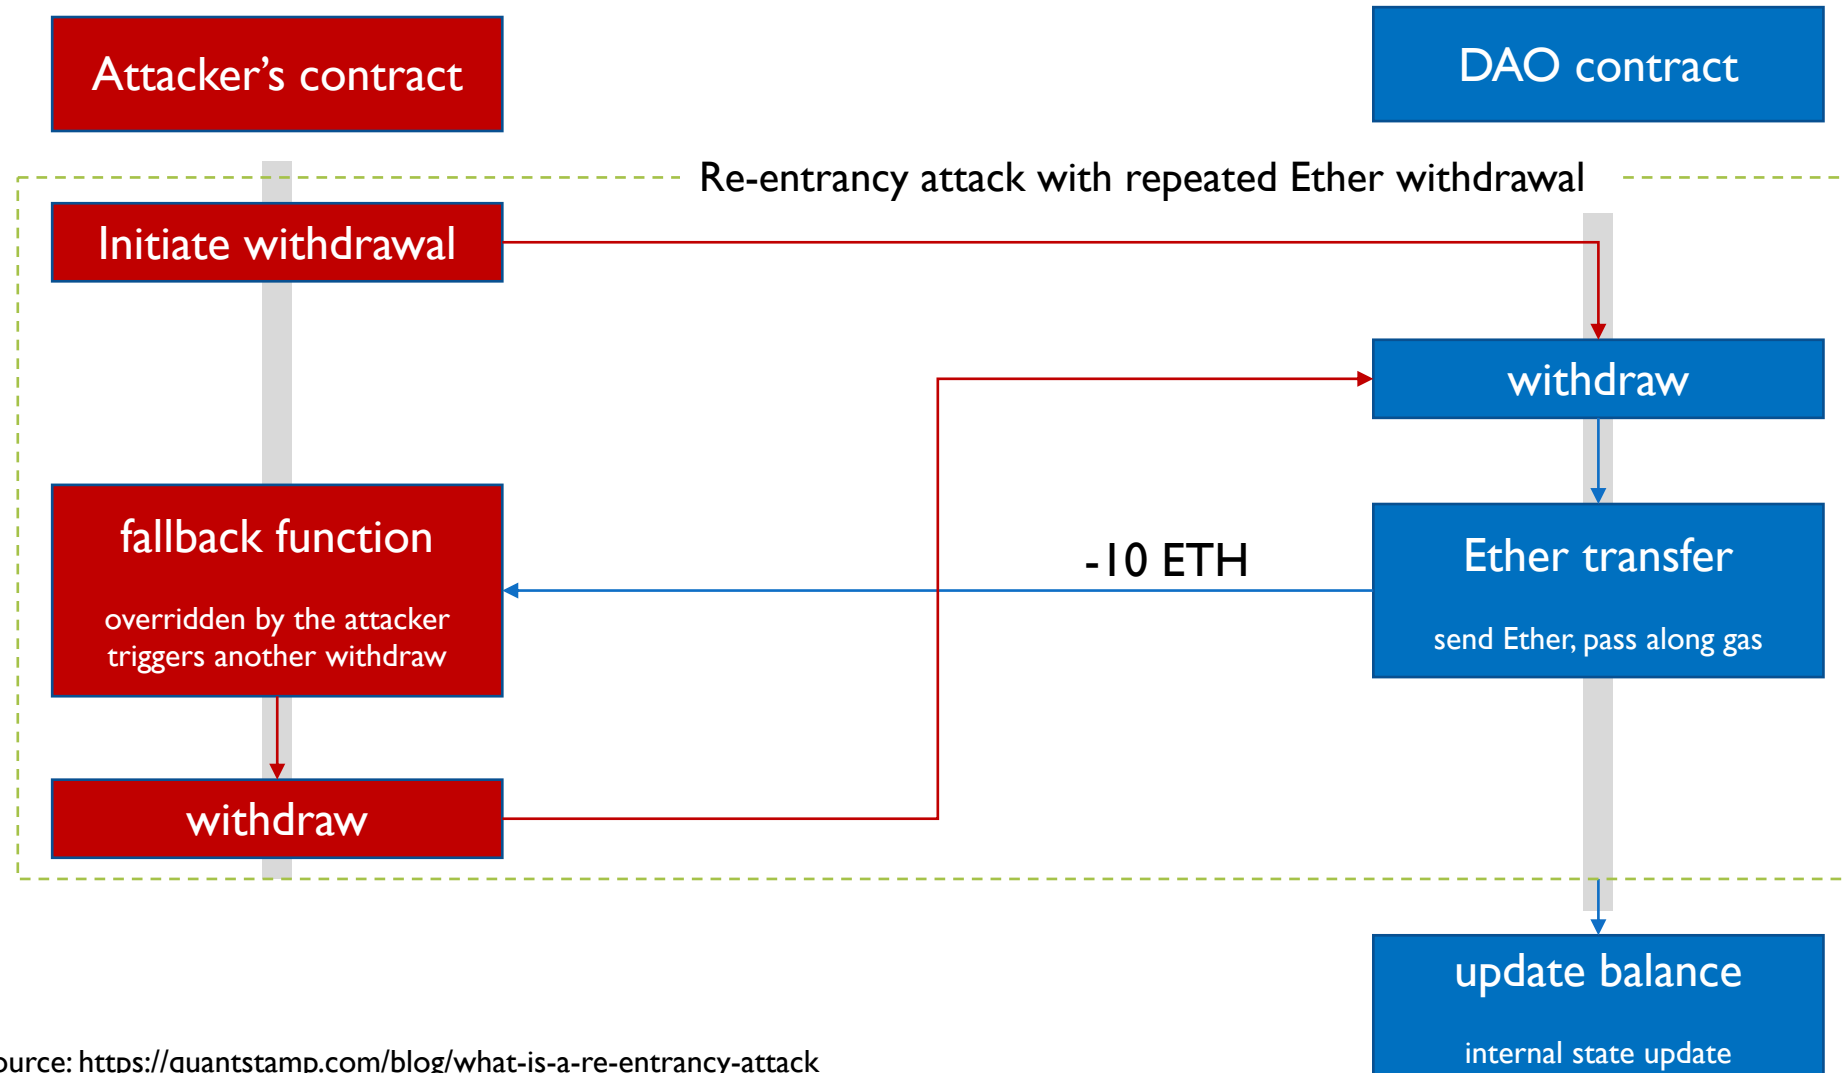 Attacker's contract
DAO contract
Re-entrancy attack with repeated Ether withdrawal
Initiate withdrawal
withdraw
fallback function
overridden by the attacker
triggers another withdraw
-10 ETH
Ether transfer
send Ether, pass along gas
withdraw
update balance
internal state update
ource: https://quantstamp.com/blog/what-is-a-re-entrancy-attack